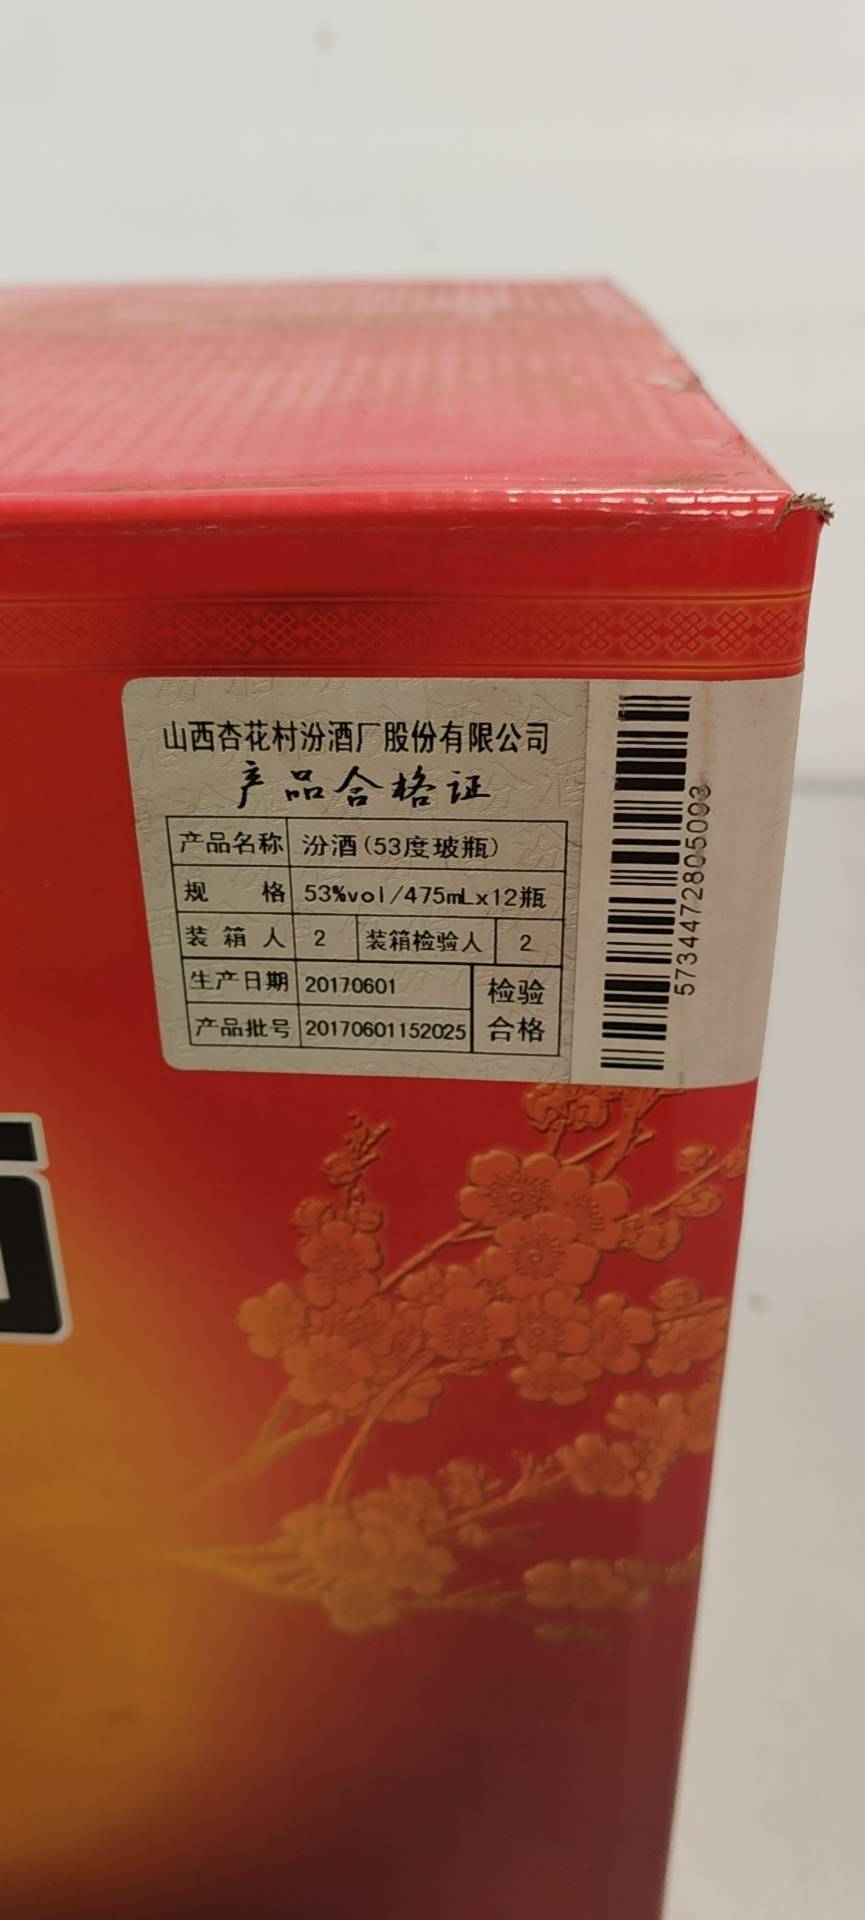 山西杏花村汾酒厂股份有限公司
产品合格证
产品名称 汾酒(53度玻瓶)
规 格 53%vol/475mLx12瓶
装 箱 人 2 装箱检验人 2
生产日期 20170601 检验
产品批号 20170601152025 合格
5734472805093